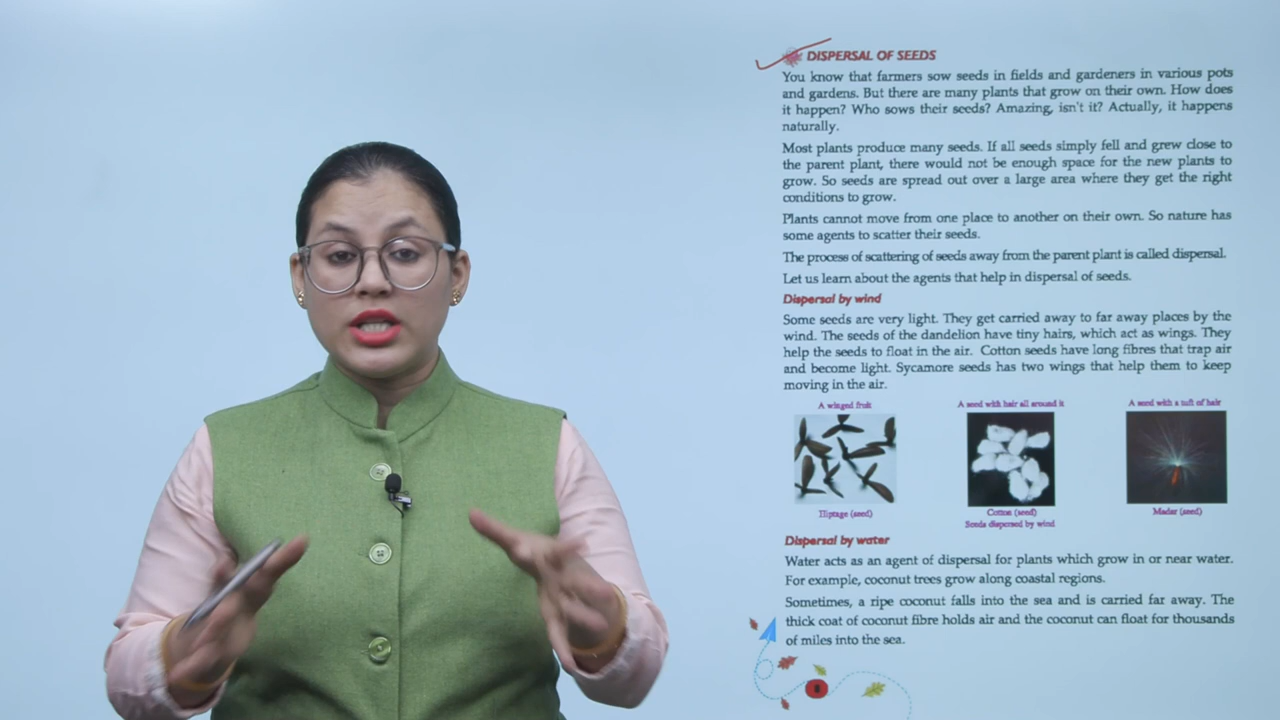 DISPERSAL OF SEEDS
You know that farmers sow seeds in fields and gardeners in various pots
and gardens. But there are many plants that grow on their own. How does
it happen? Who sows their seeds? Amazing, isn't it? Actually, it happens
naturally.
Most plants produce many seeds. If all seeds simply fell and grew close to
the parent plant, there would not be enough space for the new plants to
grow. So seeds are spread out over a large area where they get the right
conditions to grow.
Plants cannot move from one place to another on their own. So nature has
some agents to scatter their seeds.
The process of scattering of seeds away from the parent plant is called dispersal.
Let us learn about the agents that help in dispersal of seeds.
Dispersal by wind
Some seeds are very light. They get carried away to far away places by the
wind. The seeds of the dandelion have tiny hairs, which act as wings. They
help the seeds to float in the air. Cotton seeds have long fibres that trap air
and become light. Sycamore seeds has two wings that help them to keep
moving in the air.
A winged fruit
A seed with hair all around it
A seed with a tuft of hair
Hiptage (seed)
Cotton (seed)
Madar (seed)
Seeds dispersed by wind
Dispersal by water
Water acts as an agent of dispersal for plants which grow in or near water.
For example, coconut trees grow along coastal regions.
Sometimes, a ripe coconut falls into the sea and is carried far away. The
thick coat of coconut fibre holds air and the coconut can float for thousands
of miles into the sea.